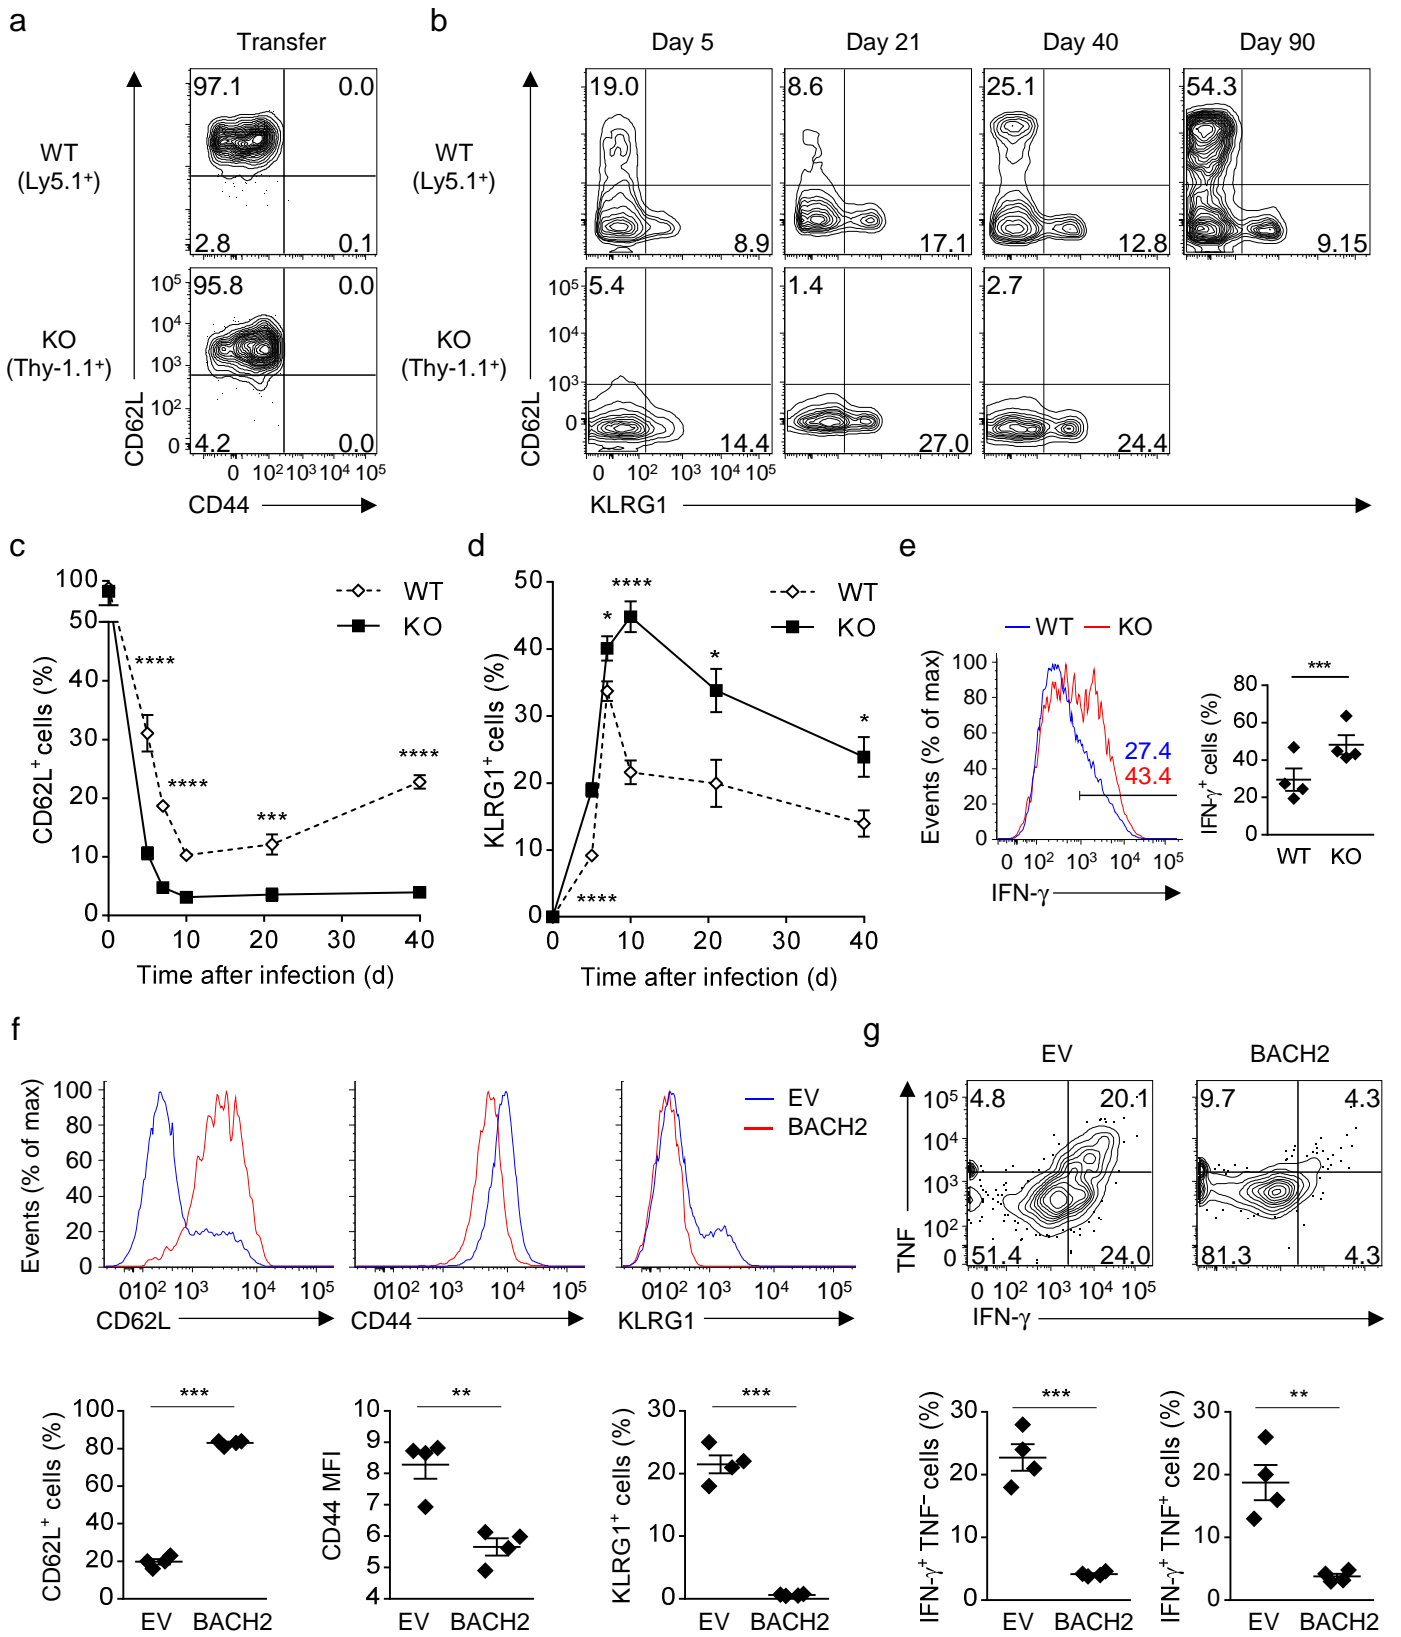 a
Transfer
WT
(Ly5.1+)
97.1
0.0
2.8
0.1
KO
(Thy-1.1+)
95.8
0.0
4.2
0.0
10⁵
10⁴
10³
10²
0
CD62L
0 10² 10³ 10⁴ 10⁵
CD44
b
Day 5
Day 21
Day 40
Day 90
WT
(Ly5.1+)
19.0
8.9
8.6
17.1
25.1
12.8
54.3
9.15
KO
(Thy-1.1+)
5.4
14.4
1.4
27.0
2.7
24.4
10⁵
10⁴
10³
0
CD62L
0 10² 10³ 10⁴ 10⁵
KLRG1
c
WT
KO
100
50
40
30
20
10
0
CD62L⁺ cells (%)
****
****
***
****
0 10 20 30 40
Time after infection (d)
d
WT
KO
50
40
30
20
10
0
KLRG1⁺ cells (%)
****
*
****
*
*
0 10 20 30 40
Time after infection (d)
e
WT KO
100
80
60
40
20
0
Events (% of max)
27.4
43.4
0 10² 10³ 10⁴ 10⁵
IFN-γ
80
60
40
20
0
IFN-γ⁺ cells (%)
***
WT KO
f
100
80
60
40
20
0
Events (% of max)
EV
BACH2
0 10² 10³ 10⁴ 10⁵
CD62L
0 10² 10³ 10⁴ 10⁵
CD44
0 10² 10³ 10⁴ 10⁵
KLRG1
100
80
60
40
20
0
CD62L⁺ cells (%)
***
EV BACH2
10
9
8
7
6
5
4
CD44 MFI
**
EV BACH2
30
20
10
0
KLRG1⁺ cells (%)
***
EV BACH2
g
EV
BACH2
4.8
20.1
51.4
24.0
9.7
4.3
81.3
4.3
10⁵
10⁴
10³
10²
0
TNF
0 10² 10³ 10⁴ 10⁵
IFN-γ
30
20
10
0
IFN-γ⁺ TNF⁻ cells (%)
***
EV BACH2
30
20
10
0
IFN-γ⁺ TNF⁺ cells (%)
**
EV BACH2